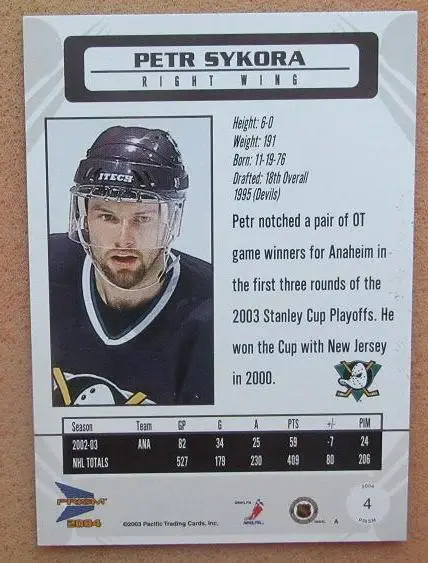 PETR SYKORA
RIGHT WING
Height: 6-0
Weight: 191
Born: 11-19-76
Drafted: 18th Overall
1995 (Devils)
ITECH
Petr notched a pair of OT
game winners for Anaheim in
the first three rounds of the
2003 Stanley Cup Playoffs. He
won the Cup with New Jersey
in 2000.
Season Team GP G A PTS +/- PIM
2002-03 ANA 82 34 25 59 -7 24
NHL TOTALS 527 179 230 409 80 206
PRISM
2004
©2003 Pacific Trading Cards, Inc.
A
2004
4
PRISM